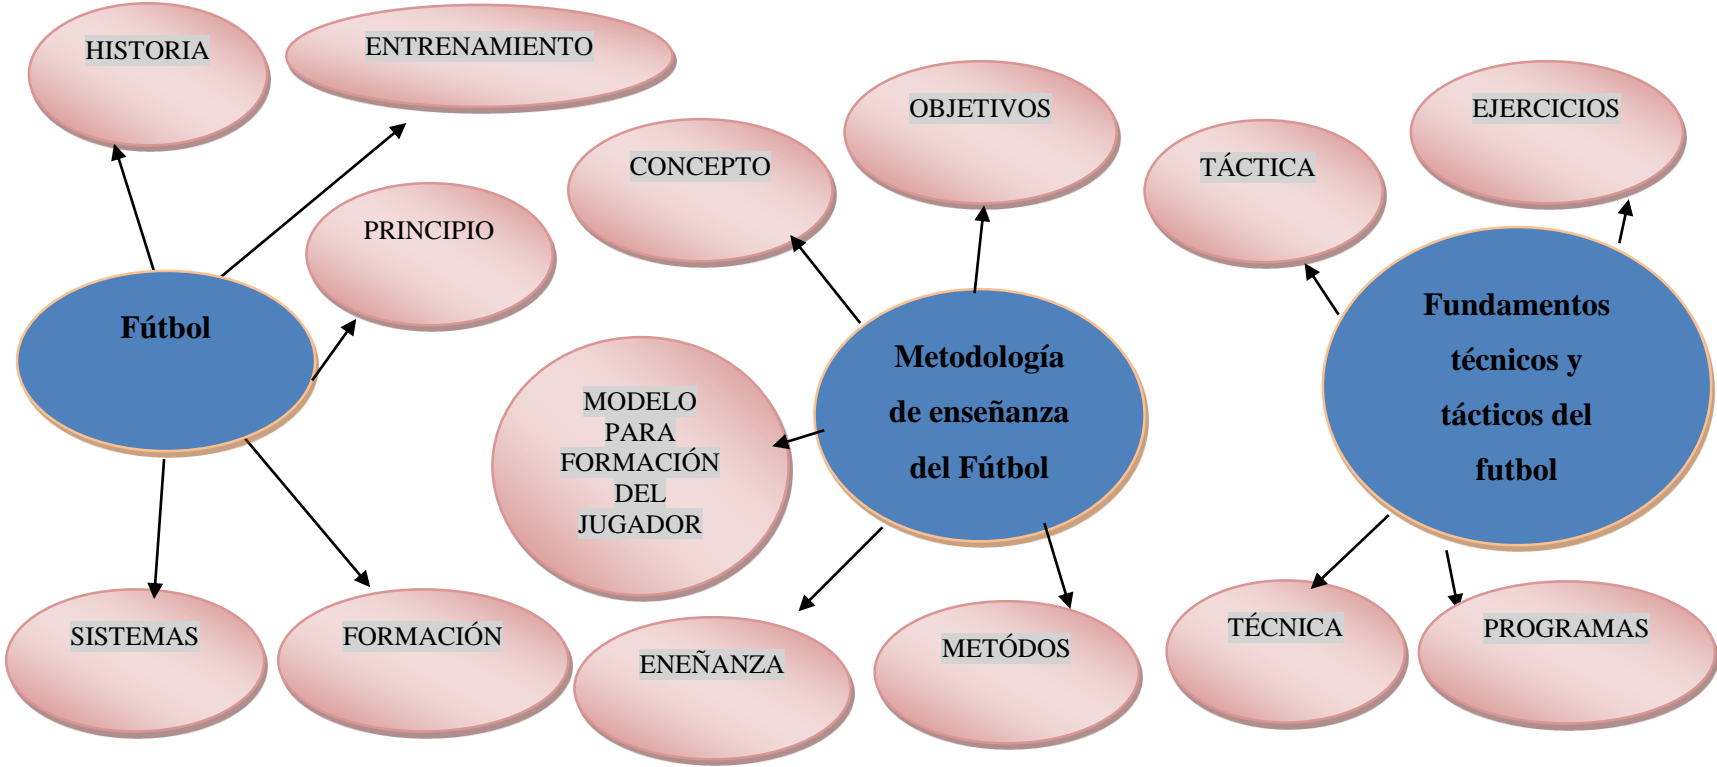 HISTORIA
ENTRENAMIENTO
PRINCIPIO
Fútbol
SISTEMAS
FORMACIÓN
CONCEPTO
OBJETIVOS
MODELO
PARA
FORMACIÓN
DEL
JUGADOR
Metodología
de enseñanza
del Fútbol
ENEÑANZA
METÓDOS
TÁCTICA
EJERCICIOS
Fundamentos
técnicos y
tácticos del
futbol
TÉCNICA
PROGRAMAS